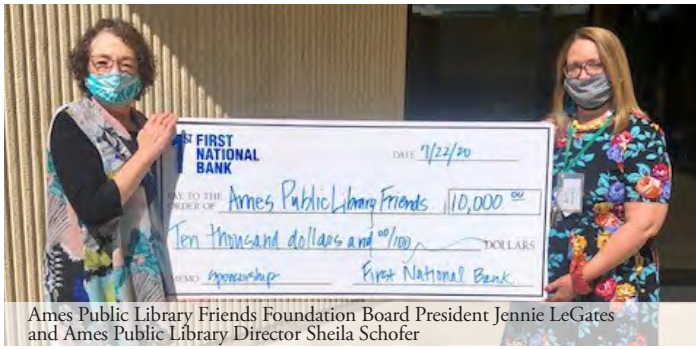 FIRST
NATIONAL
BANK
DATE 7/22/20
PAY TO THE
ORDER OF Ames Public Library Friends 10,000 00
Ten thousand dollars and 00/100 DOLLARS
MEMO sponsorship First National Bank
Ames Public Library Friends Foundation Board President Jennie LeGates
and Ames Public Library Director Sheila Schofer